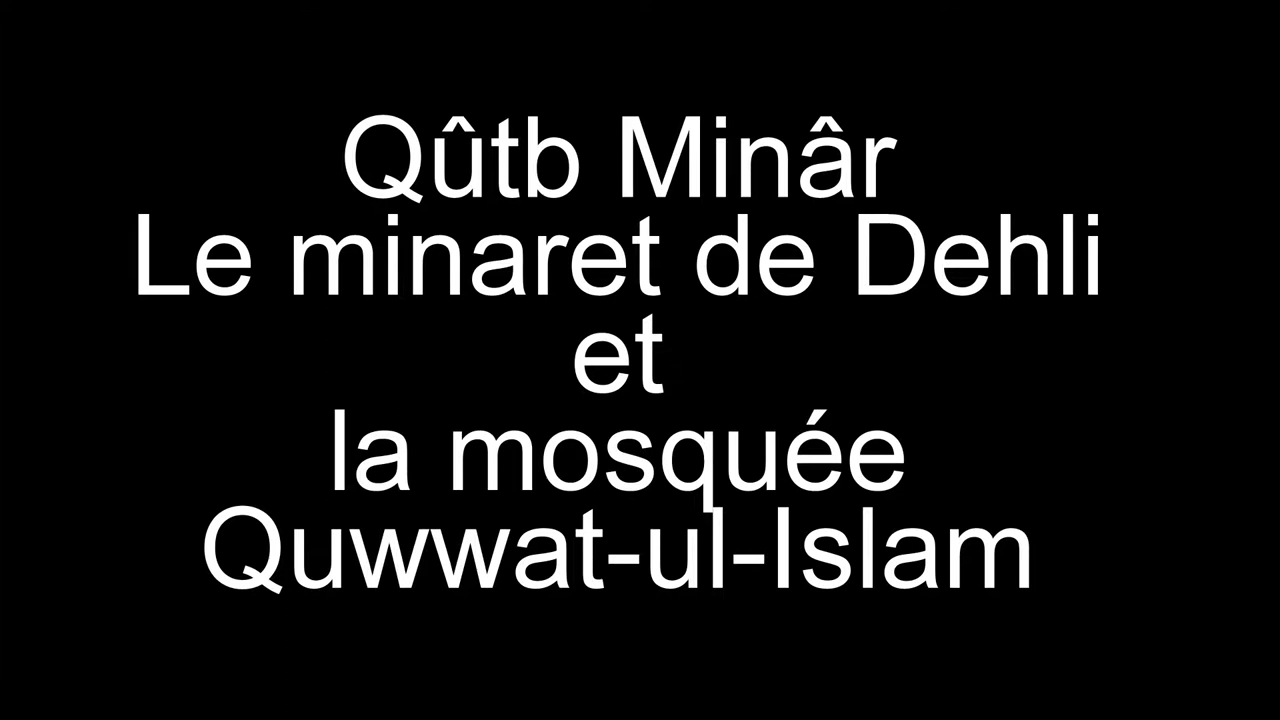 Qûtb Minâr
Le minaret de Dehli
et
la mosquée
Quwwat-ul-Islam